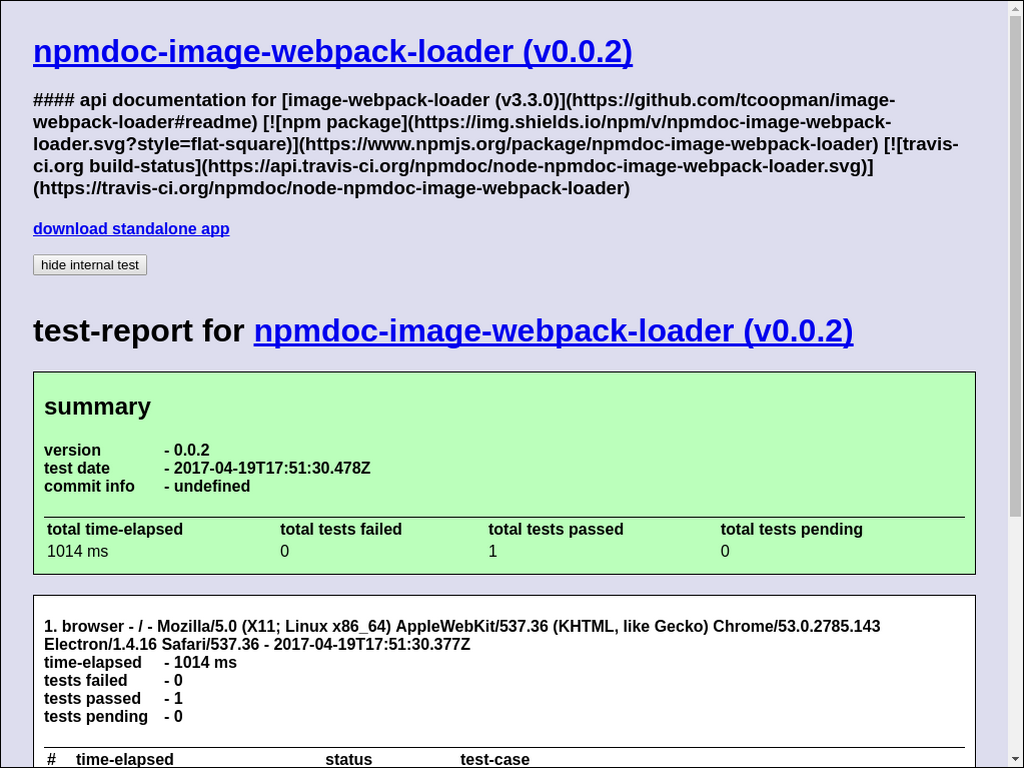 npmdoc-image-webpack-loader (v0.0.2)
#### api documentation for [image-webpack-loader (v3.3.0)](https://github.com/tcoopman/image-
webpack-loader#readme) [![npm package](https://img.shields.io/npm/v/npmdoc-image-webpack-
loader.svg?style=flat-square)](https://www.npmjs.org/package/npmdoc-image-webpack-loader) [![travis-
ci.org build-status](https://api.travis-ci.org/npmdoc/node-npmdoc-image-webpack-loader.svg)]
(https://travis-ci.org/npmdoc/node-npmdoc-image-webpack-loader)
download standalone app
hide internal test
test-report for npmdoc-image-webpack-loader (v0.0.2)
summary
version - 0.0.2
test date - 2017-04-19T17:51:30.478Z
commit info - undefined
total time-elapsed total tests failed total tests passed total tests pending
1014 ms 0 1 0
1. browser - / - Mozilla/5.0 (X11; Linux x86_64) AppleWebKit/537.36 (KHTML, like Gecko) Chrome/53.0.2785.143
Electron/1.4.16 Safari/537.36 - 2017-04-19T17:51:30.377Z
time-elapsed - 1014 ms
tests failed - 0
tests passed - 1
tests pending - 0
# time-elapsed status test-case